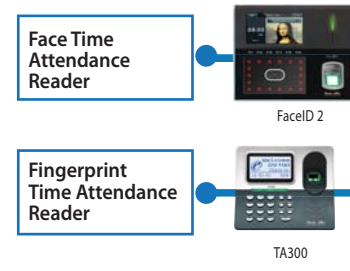 Face Time
Attendance
Reader
FaceID 2
Fingerprint
Time Attendance
Reader
TA300